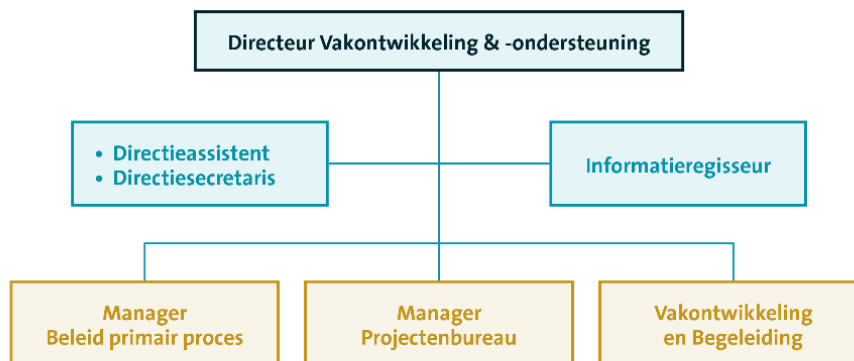 Directeur Vakontwikkeling & -ondersteuning
• Directieassistent
• Directiesecretaris
Informatieregisseur
Manager
Beleid primair proces
Manager
Projectenbureau
Vakontwikkeling
en Begeleiding